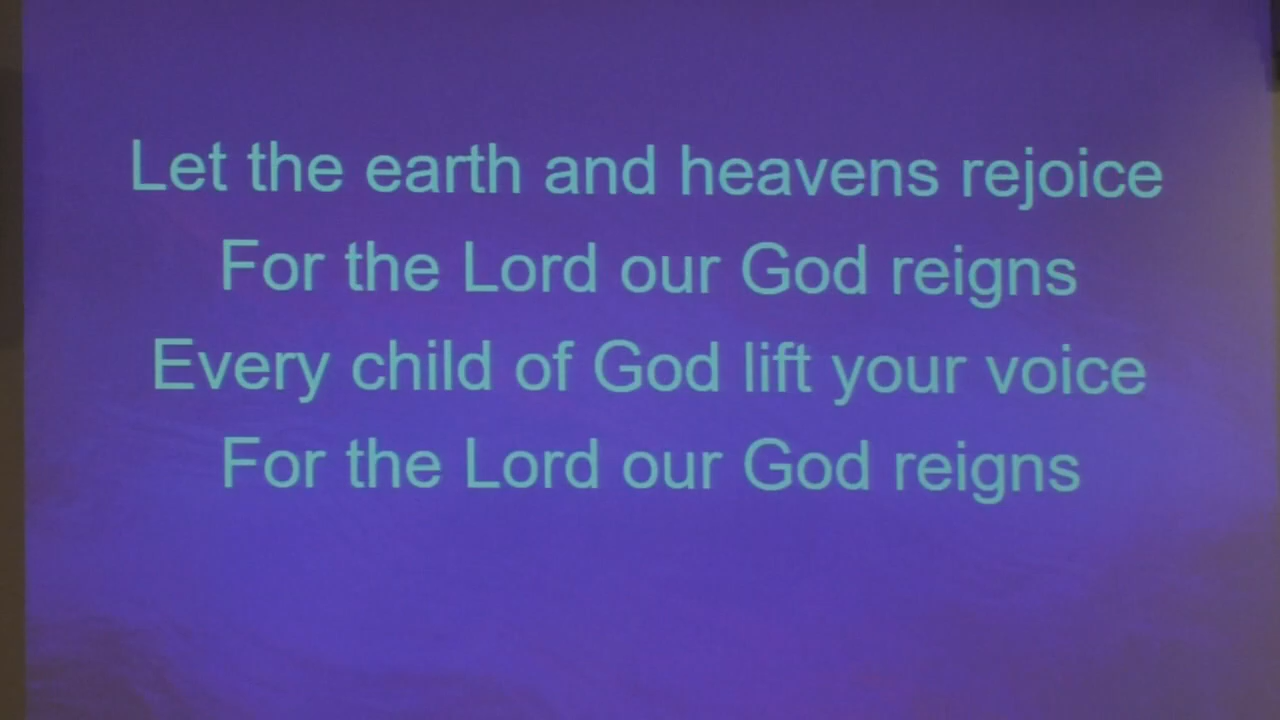 Let the earth and heavens rejoice
For the Lord our God reigns
Every child of God lift your voice
For the Lord our God reigns